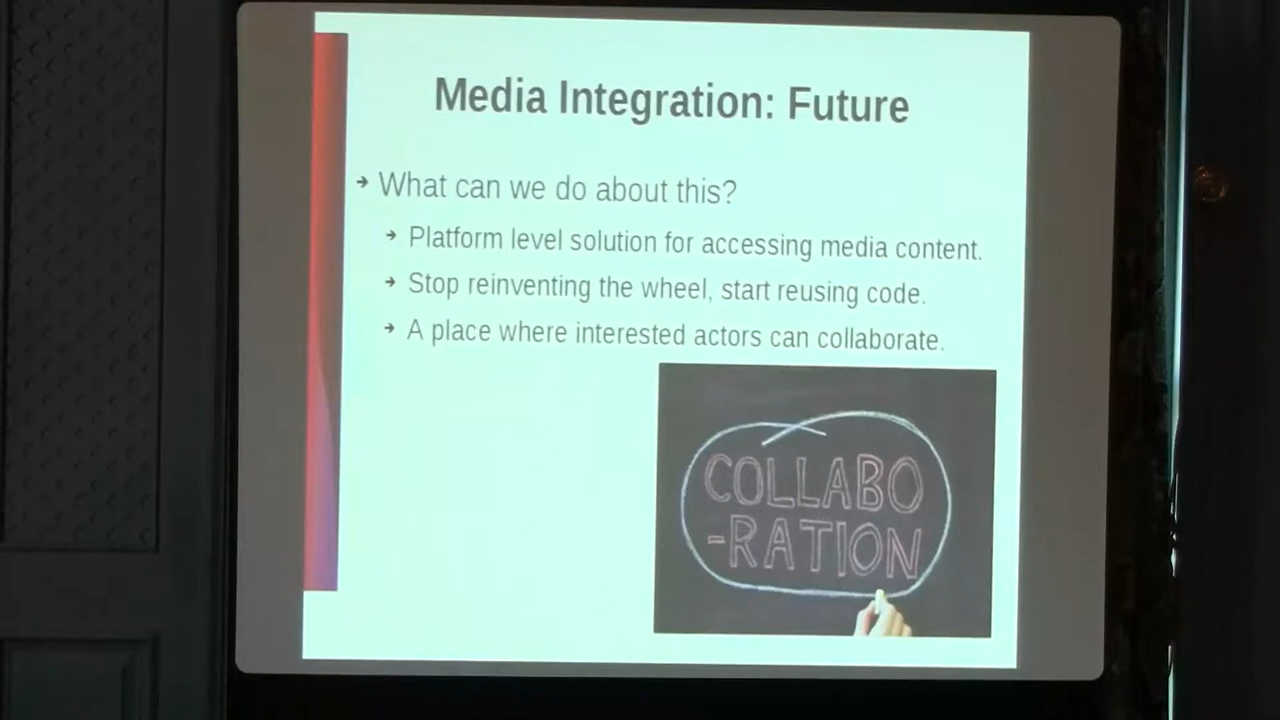 Media Integration: Future
What can we do about this?
Platform level solution for accessing media content.
Stop reinventing the wheel, start reusing code.
A place where interested actors can collaborate.
COLLABO
-RATION